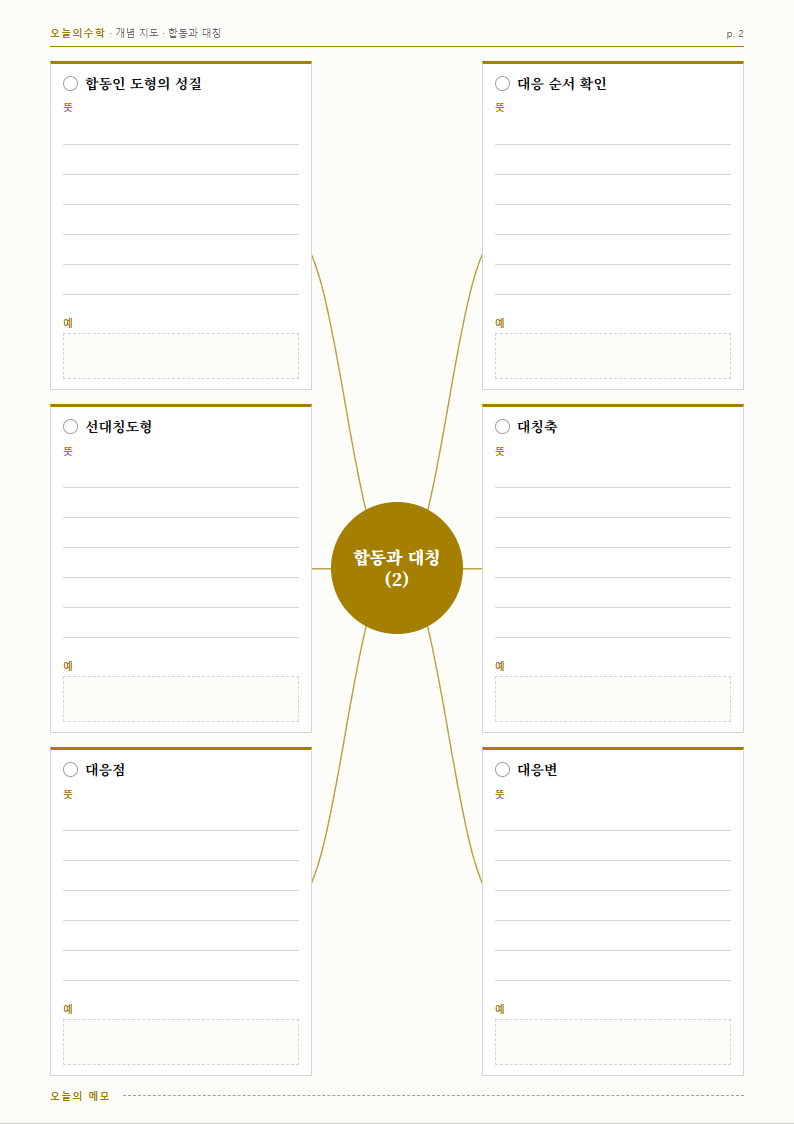 오늘의수학 · 개념 지도 · 합동과 대칭
p. 2
합동인 도형의 성질
뜻
예
대응 순서 확인
뜻
예
선대칭도형
뜻
예
대칭축
뜻
예
합동과 대칭
(2)
대응점
뜻
예
대응변
뜻
예
오늘의 메모